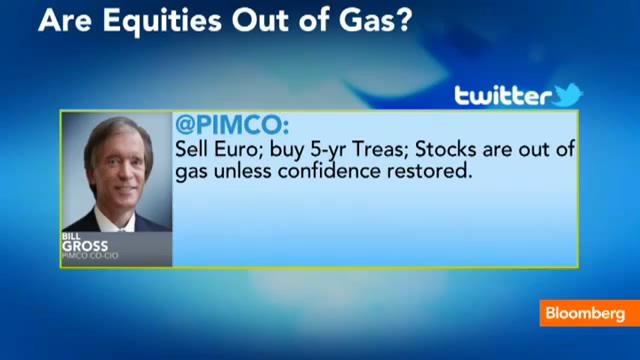 Are Equities Out of Gas?
twitter
@PIMCO:
Sell Euro; buy 5-yr Treas; Stocks are out of
gas unless confidence restored.
BILL
GROSS
PIMCO CO-CIO
Bloomberg